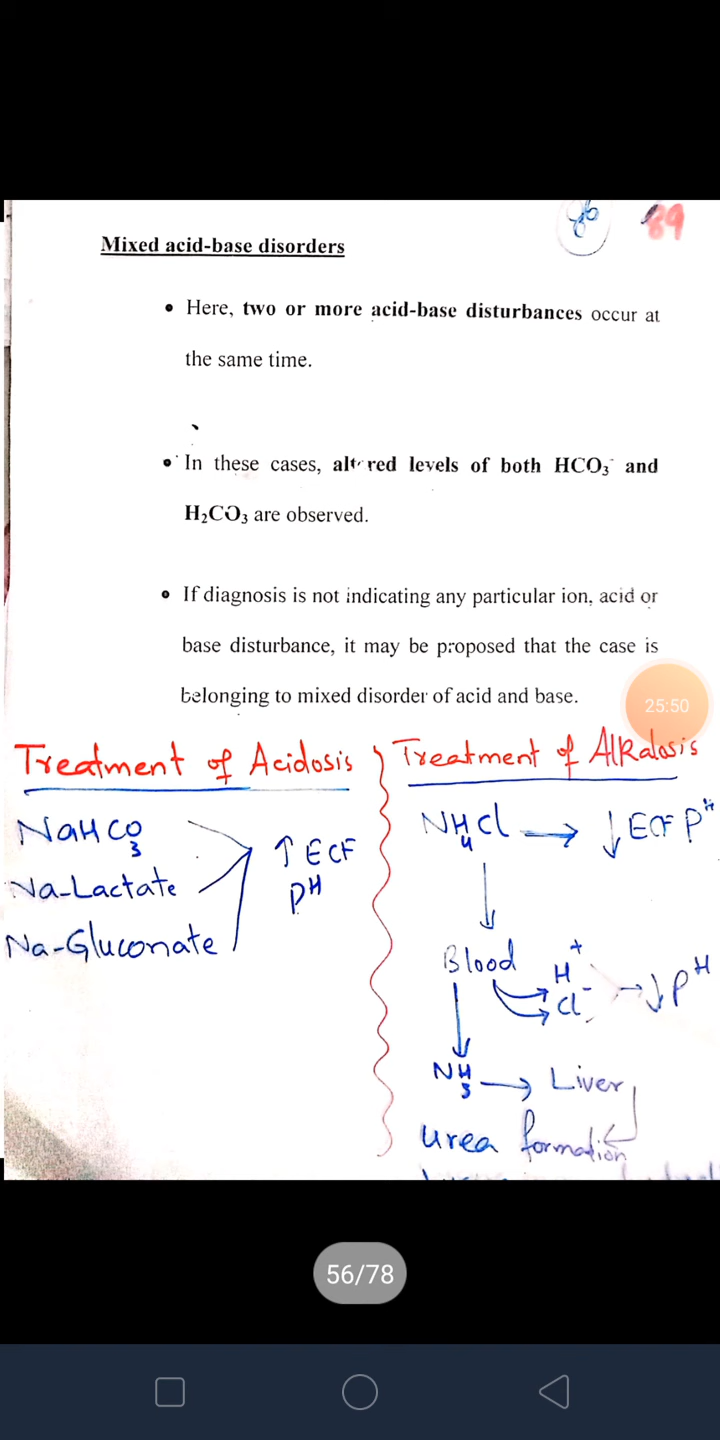 86 89
Mixed acid-base disorders
• Here, two or more acid-base disturbances occur at
the same time.
• In these cases, altered levels of both HCO₃⁻ and
H₂CO₃ are observed.
• If diagnosis is not indicating any particular ion, acid or
base disturbance, it may be proposed that the case is
belonging to mixed disorder of acid and base.
25:50
Treatment of Acidosis
NaHCO₃
Na-Lactate
Na-Gluconate
↑ ECF
pH
Treatment of Alkalosis
NH₄Cl → ↓ ECF pH
↓
Blood → H⁺
→ Cl⁻ → ↓ pH
↓
NH₃ → Liver
urea formation
56/78